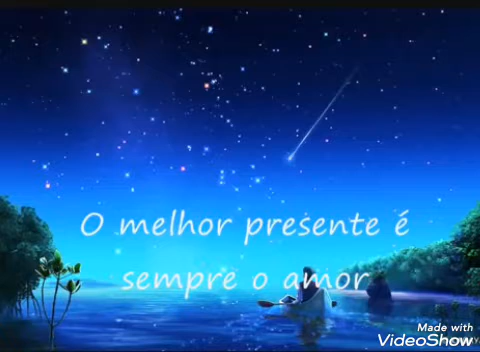 O melhor presente é
sempre o amor
Made with
VideoShow